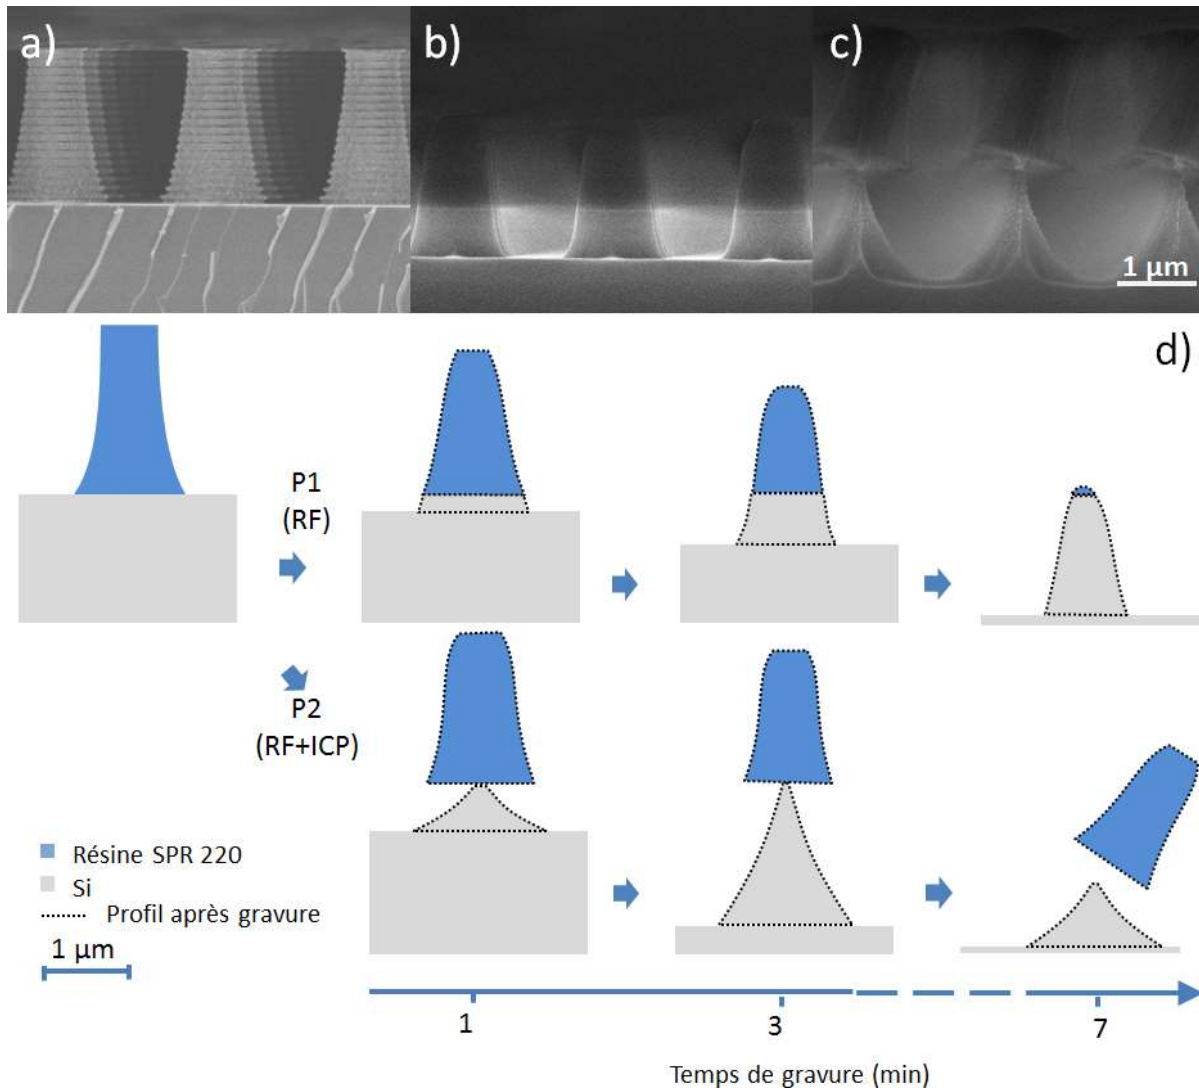 a)
b)
c)
1 µm
d)
P1
(RF)
P2
(RF+ICP)
Résine SPR 220
Si
Profil après gravure
1 µm
1
3
7
Temps de gravure (min)